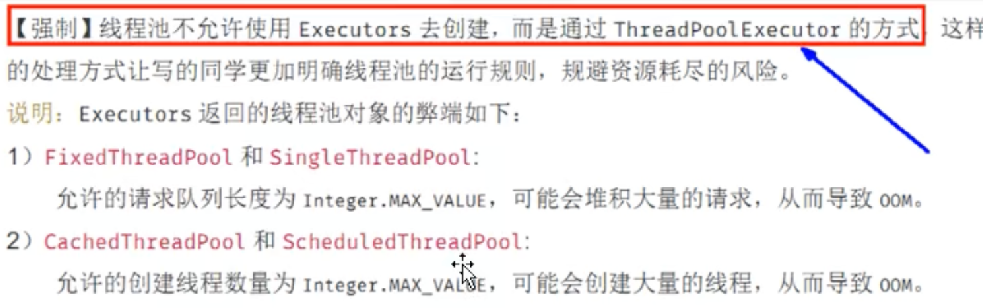 【强制】线程池不允许使用 Executors 去创建，而是通过 ThreadPoolExecutor 的方式，这样
的处理方式让写的同学更加明确线程池的运行规则，规避资源耗尽的风险。
说明：Executors 返回的线程池对象的弊端如下：
1）FixedThreadPool 和 SingleThreadPool:
允许的请求队列长度为 Integer.MAX_VALUE，可能会堆积大量的请求，从而导致 OOM。
2）CachedThreadPool 和 ScheduledThreadPool:
允许的创建线程数量为 Integer.MAX_VALUE，可能会创建大量的线程，从而导致 OOM。